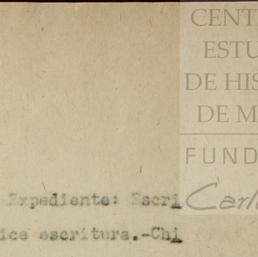 CENT
ESTU
DE HIS
DE M
FUND
Carl
Expediente: Escri
ice escritura.-Chi